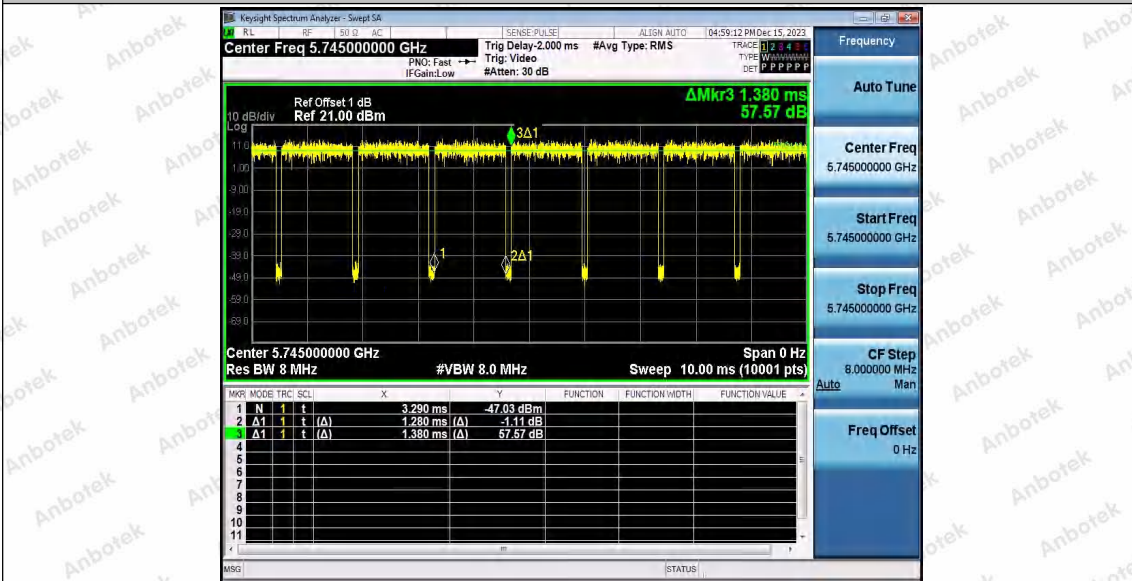 Keysight Spectrum Analyzer - Swept SA
RL RF 50 Ω AC SENSE:PULSE ALIGN AUTO 04:59:12 PM Dec 15, 2023
Center Freq 5.745000000 GHz
Trig Delay-2.000 ms #Avg Type: RMS
TRACE 1 2 3 4 5 6
PNO: Fast Trig: Video
TYPE WWWWWW
IFGain:Low #Atten: 30 dB
DET P P P P P P
ΔMkr3 1.380 ms
57.57 dB
Ref Offset 1 dB
10 dB/div Ref 21.00 dBm
Log
11.0
1.00
-9.00
-19.0
-29.0
-39.0
-49.0
-59.0
-69.0
3Δ1
1
2Δ1
Center 5.745000000 GHz Span 0 Hz
Res BW 8 MHz #VBW 8.0 MHz Sweep 10.00 ms (10001 pts)
MKR MODE TRC SCL X Y FUNCTION FUNCTION WIDTH FUNCTION VALUE
1 N 1 t 3.290 ms -47.03 dBm
2 Δ1 1 t (Δ) 1.280 ms (Δ) -1.11 dB
3 Δ1 1 t (Δ) 1.380 ms (Δ) 57.57 dB
4
5
6
7
8
9
10
11
MSG STATUS
Frequency
Auto Tune
Center Freq
5.745000000 GHz
Start Freq
5.745000000 GHz
Stop Freq
5.745000000 GHz
CF Step
8.000000 MHz
Auto Man
Freq Offset
0 Hz
Anbotek